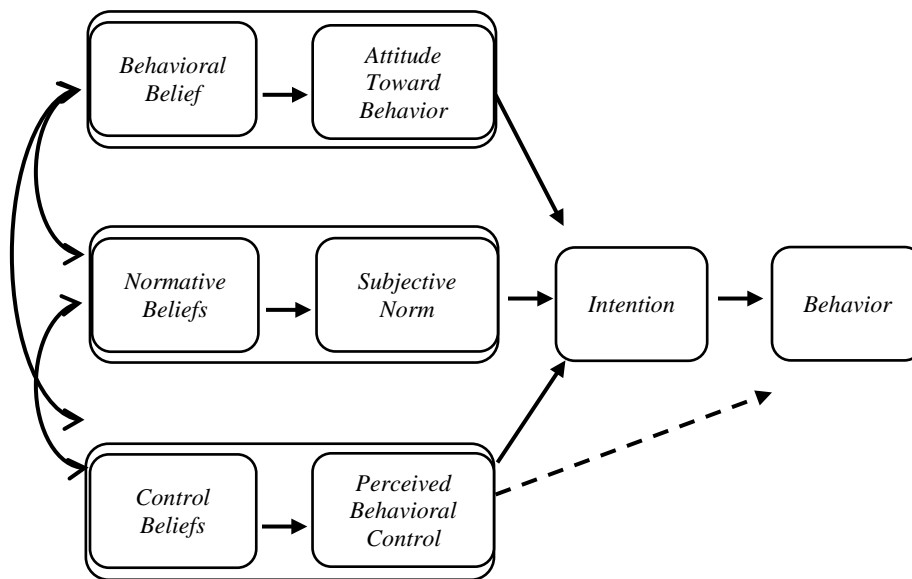 Behavioral
Belief
Attitude
Toward
Behavior
Normative
Beliefs
Subjective
Norm
Intention
Behavior
Control
Beliefs
Perceived
Behavioral
Control